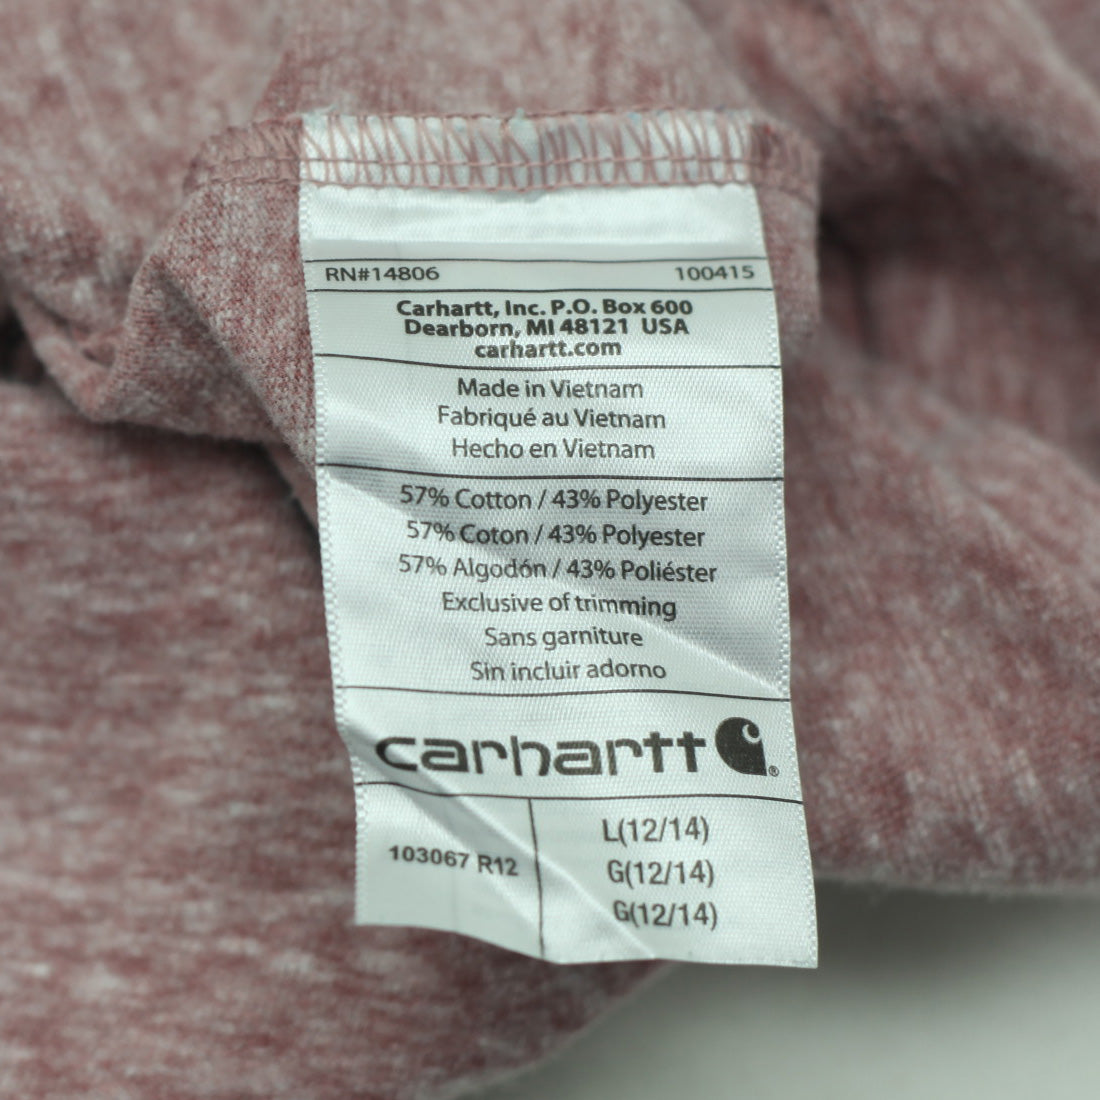 RN#14806 100415
Carhartt, Inc. P.O. Box 600
Dearborn, MI 48121 USA
carhartt.com
Made in Vietnam
Fabriqué au Vietnam
Hecho en Vietnam
57% Cotton / 43% Polyester
57% Coton / 43% Polyester
57% Algodón / 43% Poliéster
Exclusive of trimming
Sans garniture
Sin incluir adorno
carhartt ®
103067 R12
L(12/14)
G(12/14)
G(12/14)